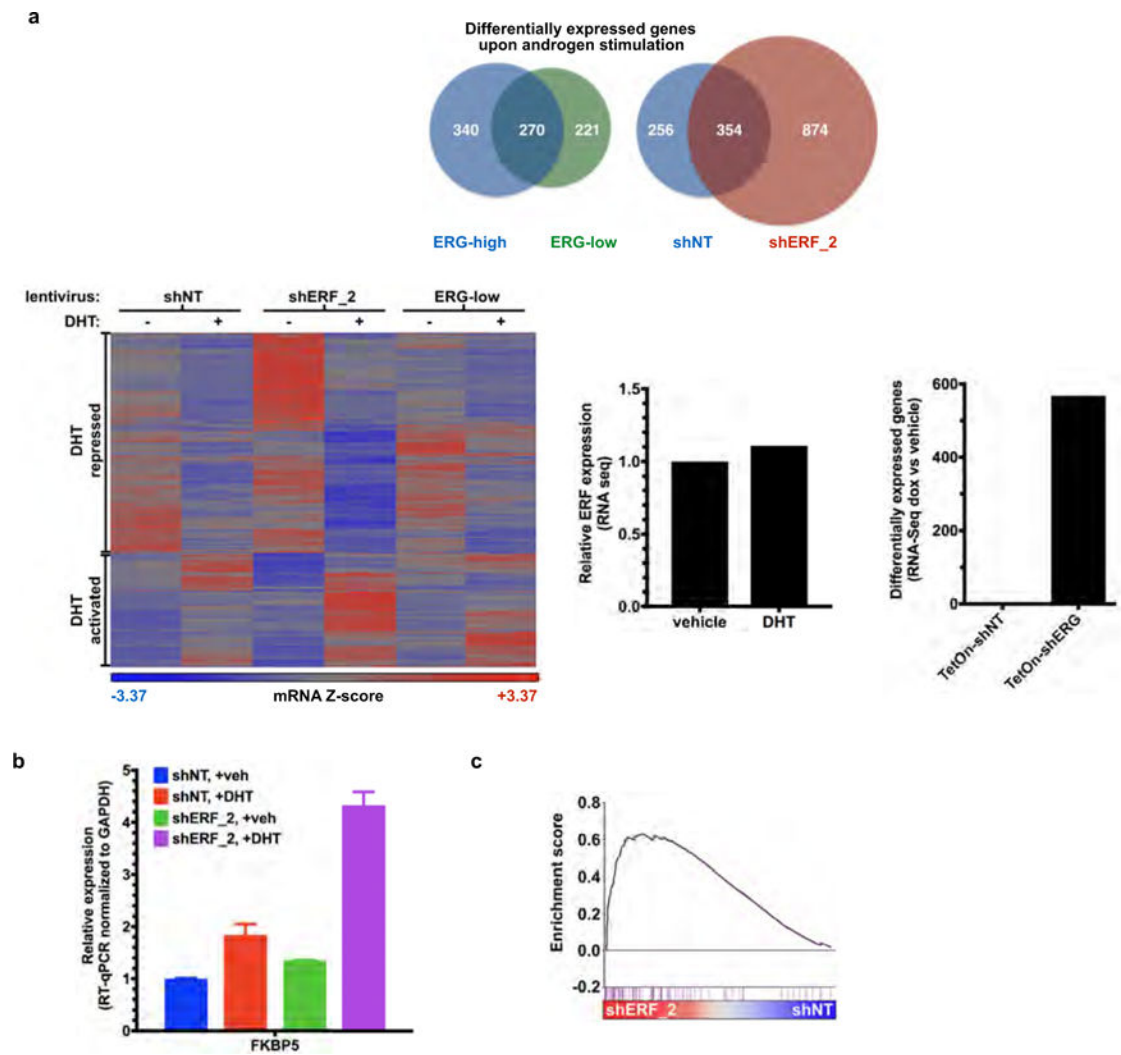 a
Differentially expressed genes
upon androgen stimulation
340 270 221 256 354 874
ERG-high ERG-low shNT shERF_2
lentivirus: shNT shERF_2 ERG-low
DHT: - + - + - +
DHT
repressed
DHT
activated
-3.37 mRNA Z-score +3.37
Relative ERF expression
(RNA seq)
1.5
1.0
0.5
0.0
vehicle DHT
Differentially expressed genes
(RNA-Seq dox vs vehicle)
600
400
200
0
TetOn-shNT
TetOn-shERG
b
Relative expression
(RT-qPCR normalized to GAPDH)
5
4
3
2
1
0
shNT, +veh
shNT, +DHT
shERF_2, +veh
shERF_2, +DHT
FKBP5
c
Enrichment score
0.8
0.6
0.4
0.2
0.0
-0.2
shERF_2 shNT